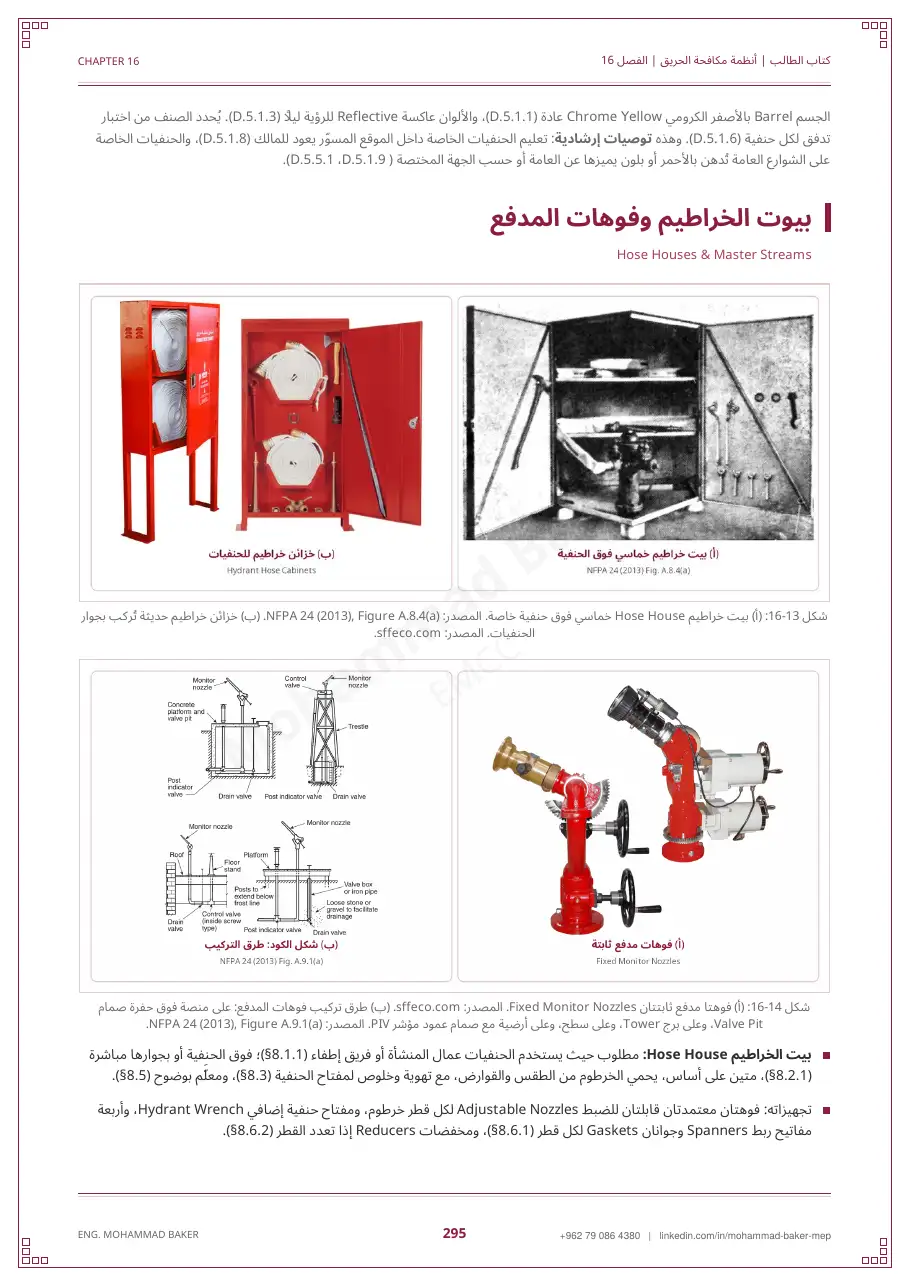 CHAPTER 16
كتاب الطالب | أنظمة مكافحة الحريق | الفصل 16
الجسم Barrel بالأصفر الكرومي Chrome Yellow عادة (D.5.1.1)، والألوان عاكسة Reflective للرؤية ليلًا (D.5.1.3). يُحدد الصنف من اختبار
تدفق لكل حنفية (D.5.1.6). وهذه توصيات إرشادية: تعليم الحنفيات الخاصة داخل الموقع المسوّر يعود للمالك (D.5.1.8)، والحنفيات الخاصة
على الشوارع العامة تُدهن بالأحمر أو بلون يميزها عن العامة أو حسب الجهة المختصة ( D.5.1.9، D.5.5.1).
بيوت الخراطيم وفوهات المدفع
Hose Houses & Master Streams
(أ) بيت خراطيم خماسي فوق الحنفية
NFPA 24 (2013) Fig. A.8.4(a)
(ب) خزائن خراطيم للحنفيات
Hydrant Hose Cabinets
شكل 16-13: (أ) بيت خراطيم Hose House خماسي فوق حنفية خاصة. المصدر: NFPA 24 (2013), Figure A.8.4(a). (ب) خزائن خراطيم حديثة تُركب بجوار
الحنفيات. المصدر: sffeco.com.
Monitor
nozzle
Control
valve
Monitor
nozzle
Concrete
platform and
valve pit
Trestle
Post
indicator
valve
Drain valve
Post indicator valve
Drain valve
Monitor nozzle
Monitor nozzle
Roof
Floor
stand
Platform
Posts to
extend below
frost line
Valve box
or iron pipe
Loose stone or
gravel to facilitate
drainage
Drain
valve
Control valve
(inside screw
type)
Post indicator valve
Drain valve
(أ) فوهات مدفع ثابتة
Fixed Monitor Nozzles
(ب) شكل الكود: طرق التركيب
NFPA 24 (2013) Fig. A.9.1(a)
شكل 16-14: (أ) فوهتا مدفع ثابتتان Fixed Monitor Nozzles. المصدر: sffeco.com. (ب) طرق تركيب فوهات المدفع: على منصة فوق حفرة صمام
Valve Pit، وعلى برج Tower، وعلى سطح، وعلى أرضية مع صمام عمود مؤشر PIV. المصدر: NFPA 24 (2013), Figure A.9.1(a).
بيت الخراطيم Hose House: مطلوب حيث يستخدم الحنفيات عمال المنشأة أو فريق إطفاء (§8.1.1)؛ فوق الحنفية أو بجوارها مباشرة
(§8.2.1)، متين على أساس، يحمي الخرطوم من الطقس والقوارض، مع تهوية وخلوص لمفتاح الحنفية (§8.3)، ومعلّم بوضوح (§8.5).
تجهيزاته: فوهتان معتمدتان قابلتان للضبط Adjustable Nozzles لكل قطر خرطوم، ومفتاح حنفية إضافي Hydrant Wrench، وأربعة
مفاتيح ربط Spanners وجوانان Gaskets لكل قطر (§8.6.1)، ومخفضات Reducers إذا تعدد القطر (§8.6.2).
ENG. MOHAMMAD BAKER
295
+962 79 086 4380 | linkedin.com/in/mohammad-baker-mep